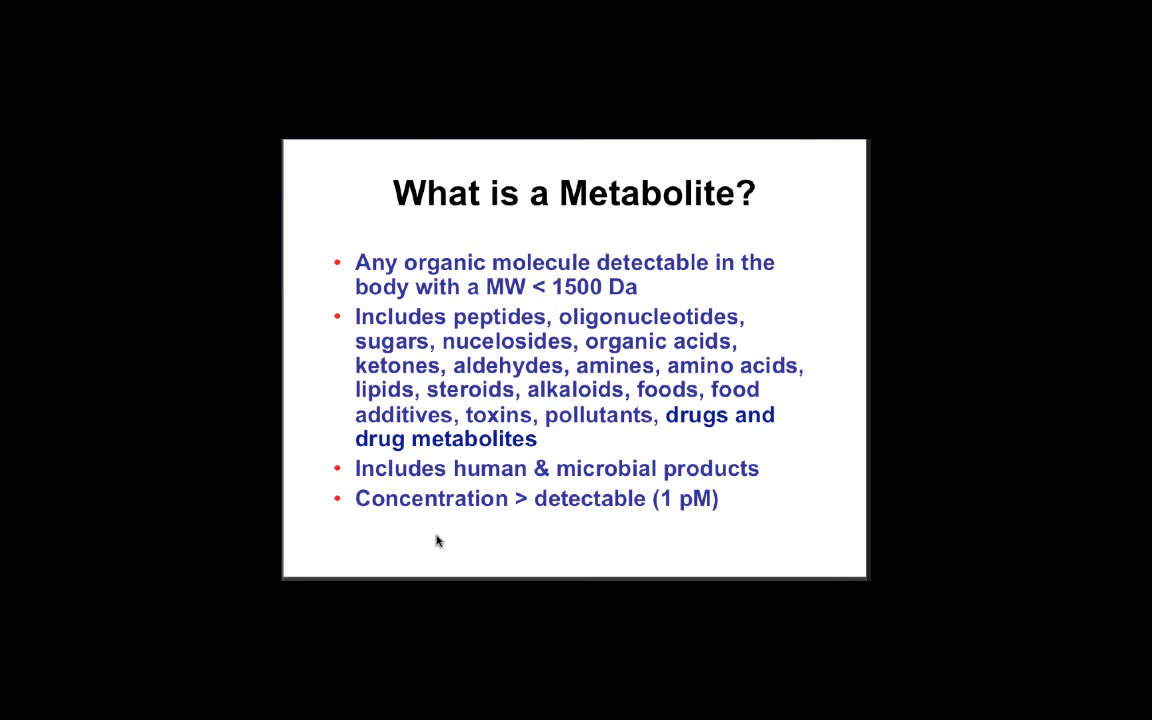 What is a Metabolite?
• Any organic molecule detectable in the
body with a MW < 1500 Da
• Includes peptides, oligonucleotides,
sugars, nucelosides, organic acids,
ketones, aldehydes, amines, amino acids,
lipids, steroids, alkaloids, foods, food
additives, toxins, pollutants, drugs and
drug metabolites
• Includes human & microbial products
• Concentration > detectable (1 pM)